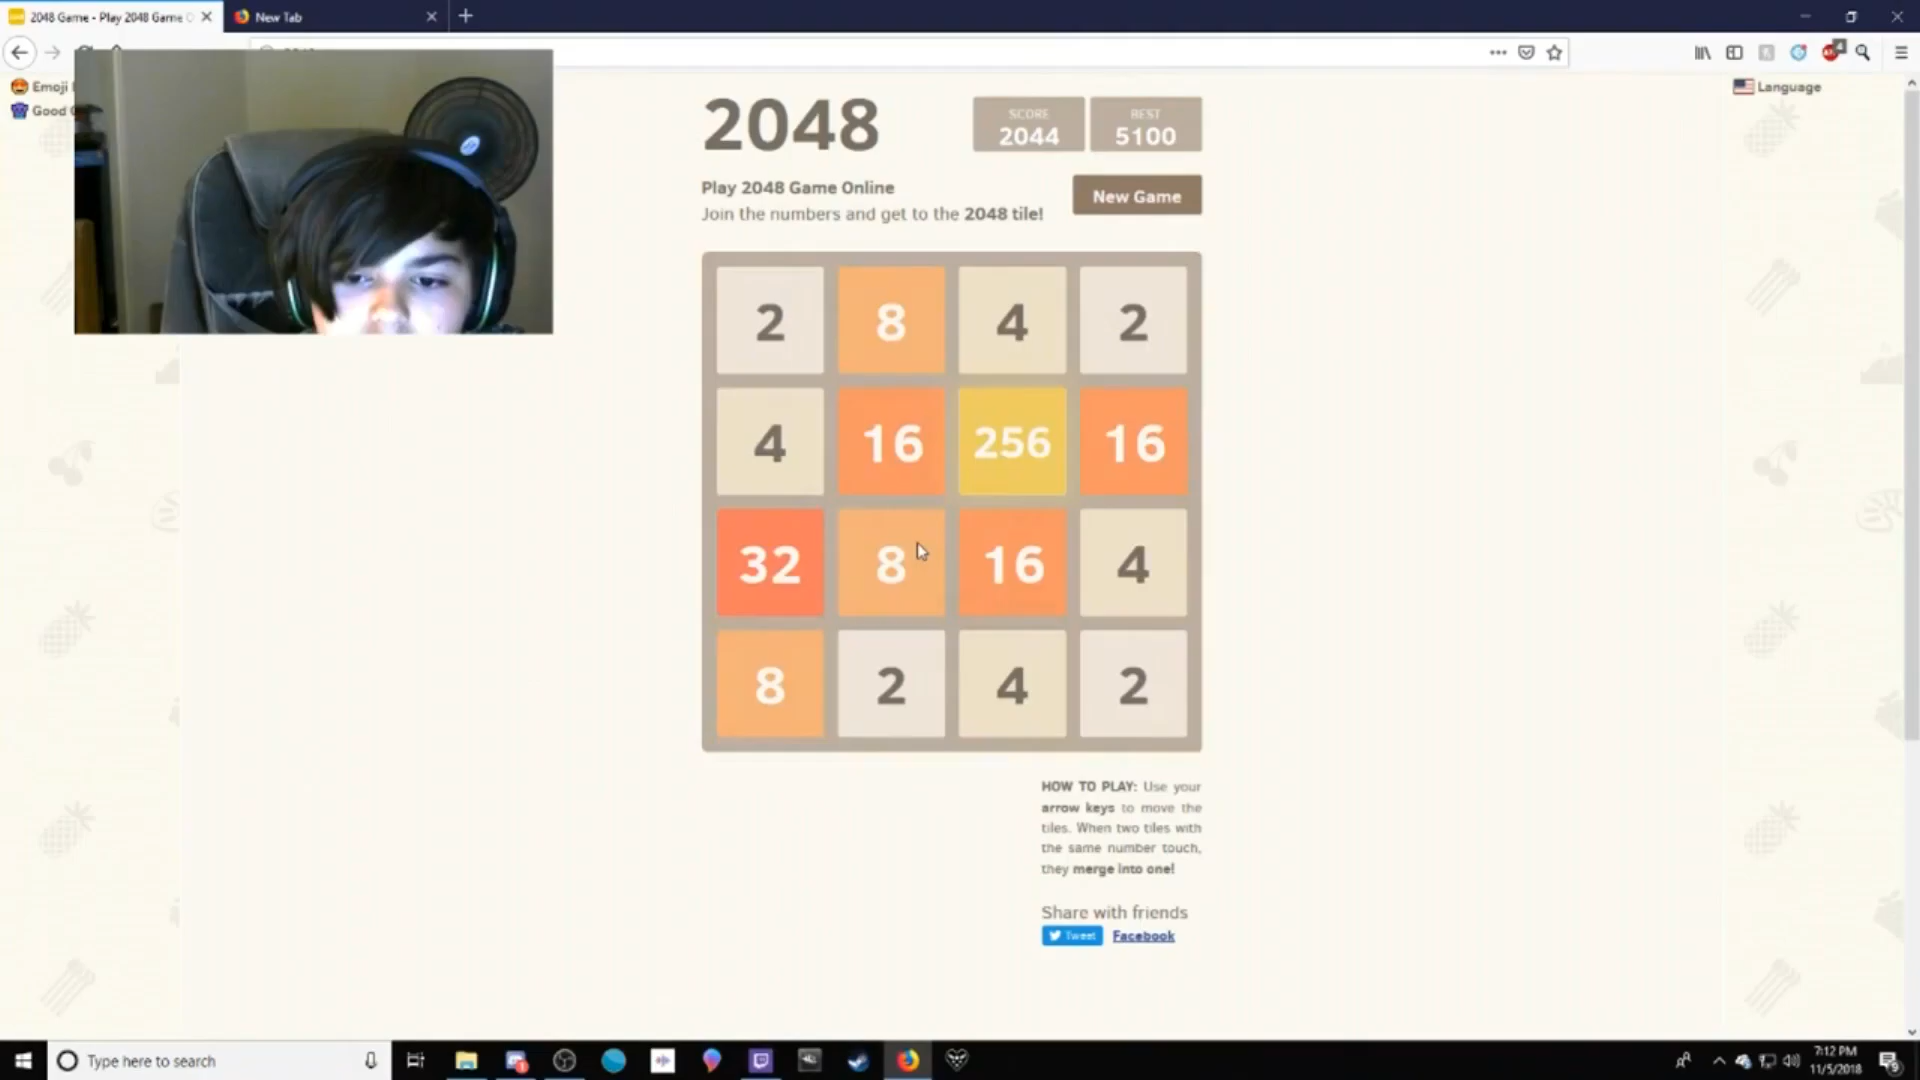 2048 Game - Play 2048 Game
New Tab
Emoji
Good
Language
2048
SCORE
2044
BEST
5100
Play 2048 Game Online
Join the numbers and get to the 2048 tile!
New Game
2 8 4 2
4 16 256 16
32 8 16 4
8 2 4 2
HOW TO PLAY: Use your
arrow keys to move the
tiles. When two tiles with
the same number touch,
they merge into one!
Share with friends
Tweet
Facebook
Type here to search
7:12 PM
11/5/2018